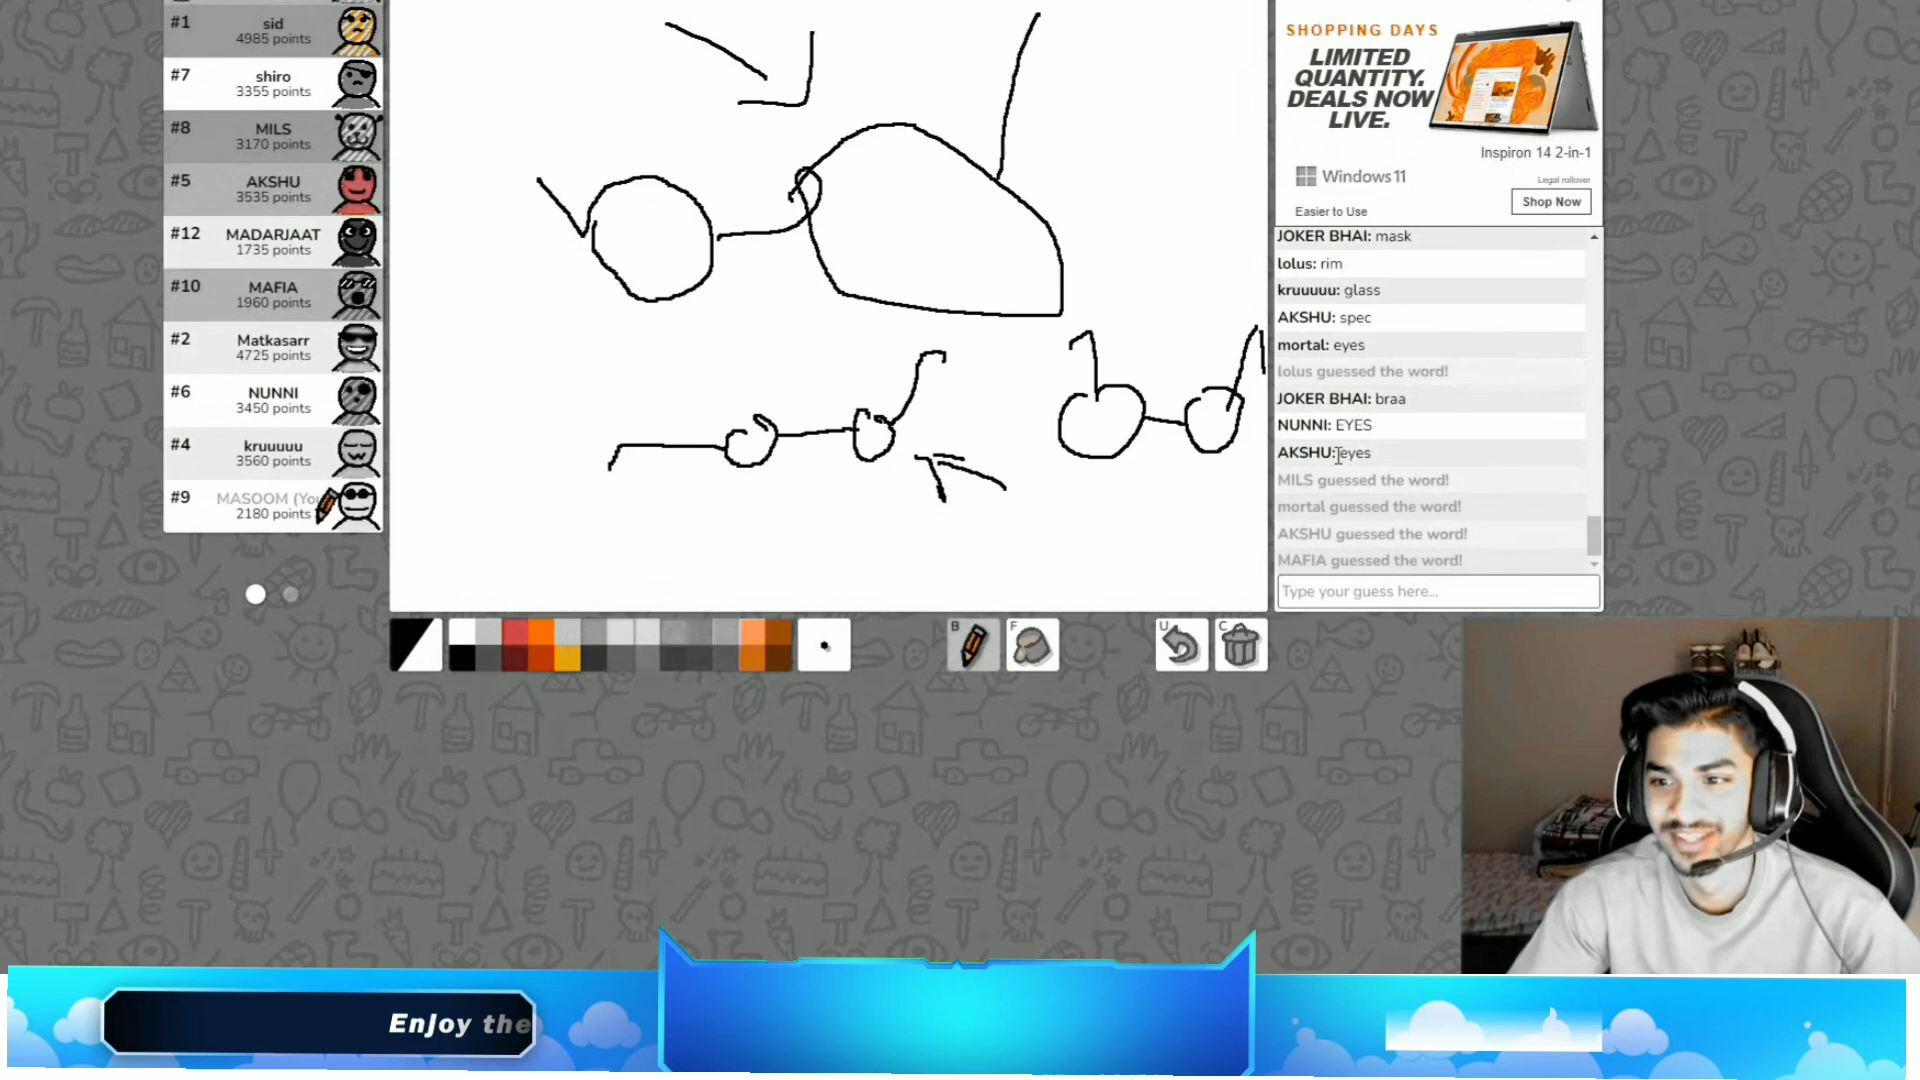 #1
sid
4985 points
#7
shiro
3355 points
#8
MILS
3170 points
#5
AKSHU
3535 points
#12
MADARJAAT
1735 points
#10
MAFIA
1960 points
#2
Matkasarr
4725 points
#6
NUNNI
3450 points
#4
kruuuuu
3560 points
#9
MASOOM (You
2180 points
SHOPPING DAYS
LIMITED
QUANTITY.
DEALS NOW
LIVE.
Inspiron 14 2-in-1
Windows11
Legal rollover
Easier to Use
Shop Now
JOKER BHAI: mask
lolus: rim
kruuuuu: glass
AKSHU: spec
mortal: eyes
lolus guessed the word!
JOKER BHAI: braa
NUNNI: EYES
AKSHU: eyes
MILS guessed the word!
mortal guessed the word!
AKSHU guessed the word!
MAFIA guessed the word!
Type your guess here...
B
F
U
C
Enjoy the